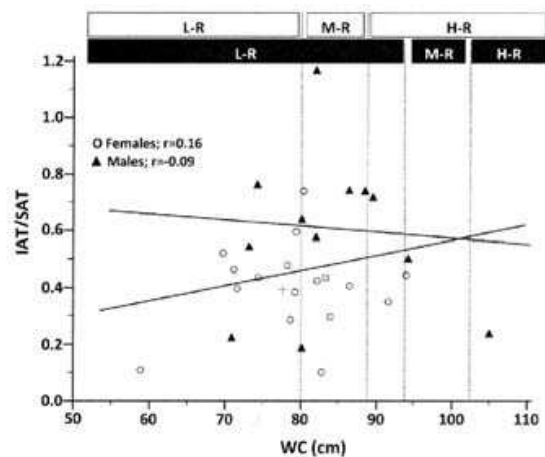 L-R M-R H-R
L-R M-R H-R
1.2
1.0
0.8
0.6
0.4
0.2
0.0
IAT/SAT
Females; r=0.16
Males; r=-0.09
50 60 70 80 90 100 110
WC (cm)